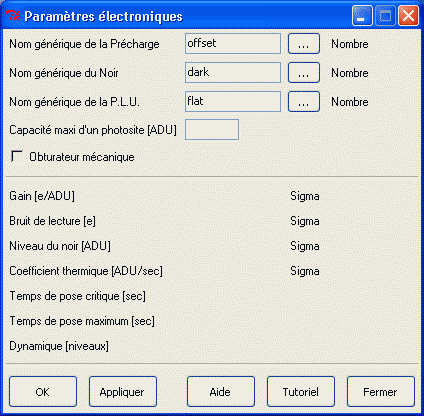 Paramètres électroniques
Nom générique de la Précharge offset ... Nombre
Nom générique du Noir dark ... Nombre
Nom générique de la P.L.U. flat ... Nombre
Capacité maxi d'un photosite [ADU]
Obturateur mécanique
Gain [e/ADU] Sigma
Bruit de lecture [e] Sigma
Niveau du noir [ADU] Sigma
Coefficient thermique [ADU/sec] Sigma
Temps de pose critique [sec]
Temps de pose maximum [sec]
Dynamique [niveaux]
OK Appliquer Aide Tutoriel Fermer